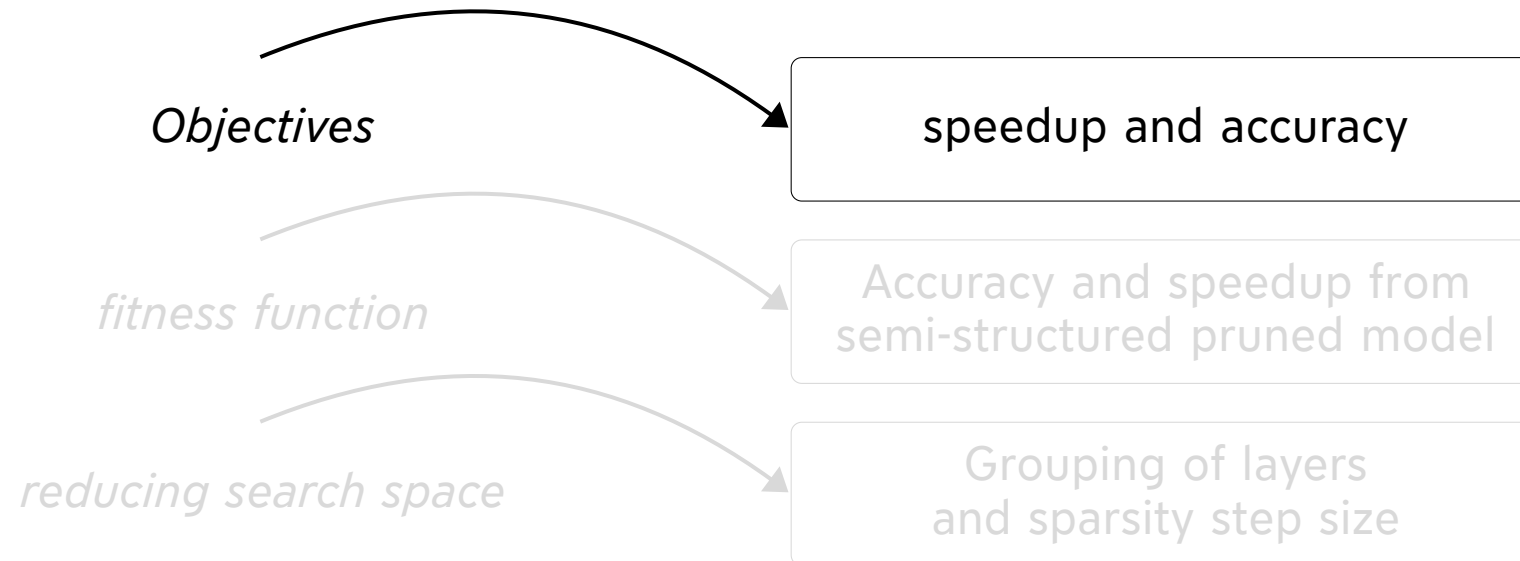 Objectives
speedup and accuracy
fitness function
Accuracy and speedup from
semi-structured pruned model
reducing search space
Grouping of layers
and sparsity step size